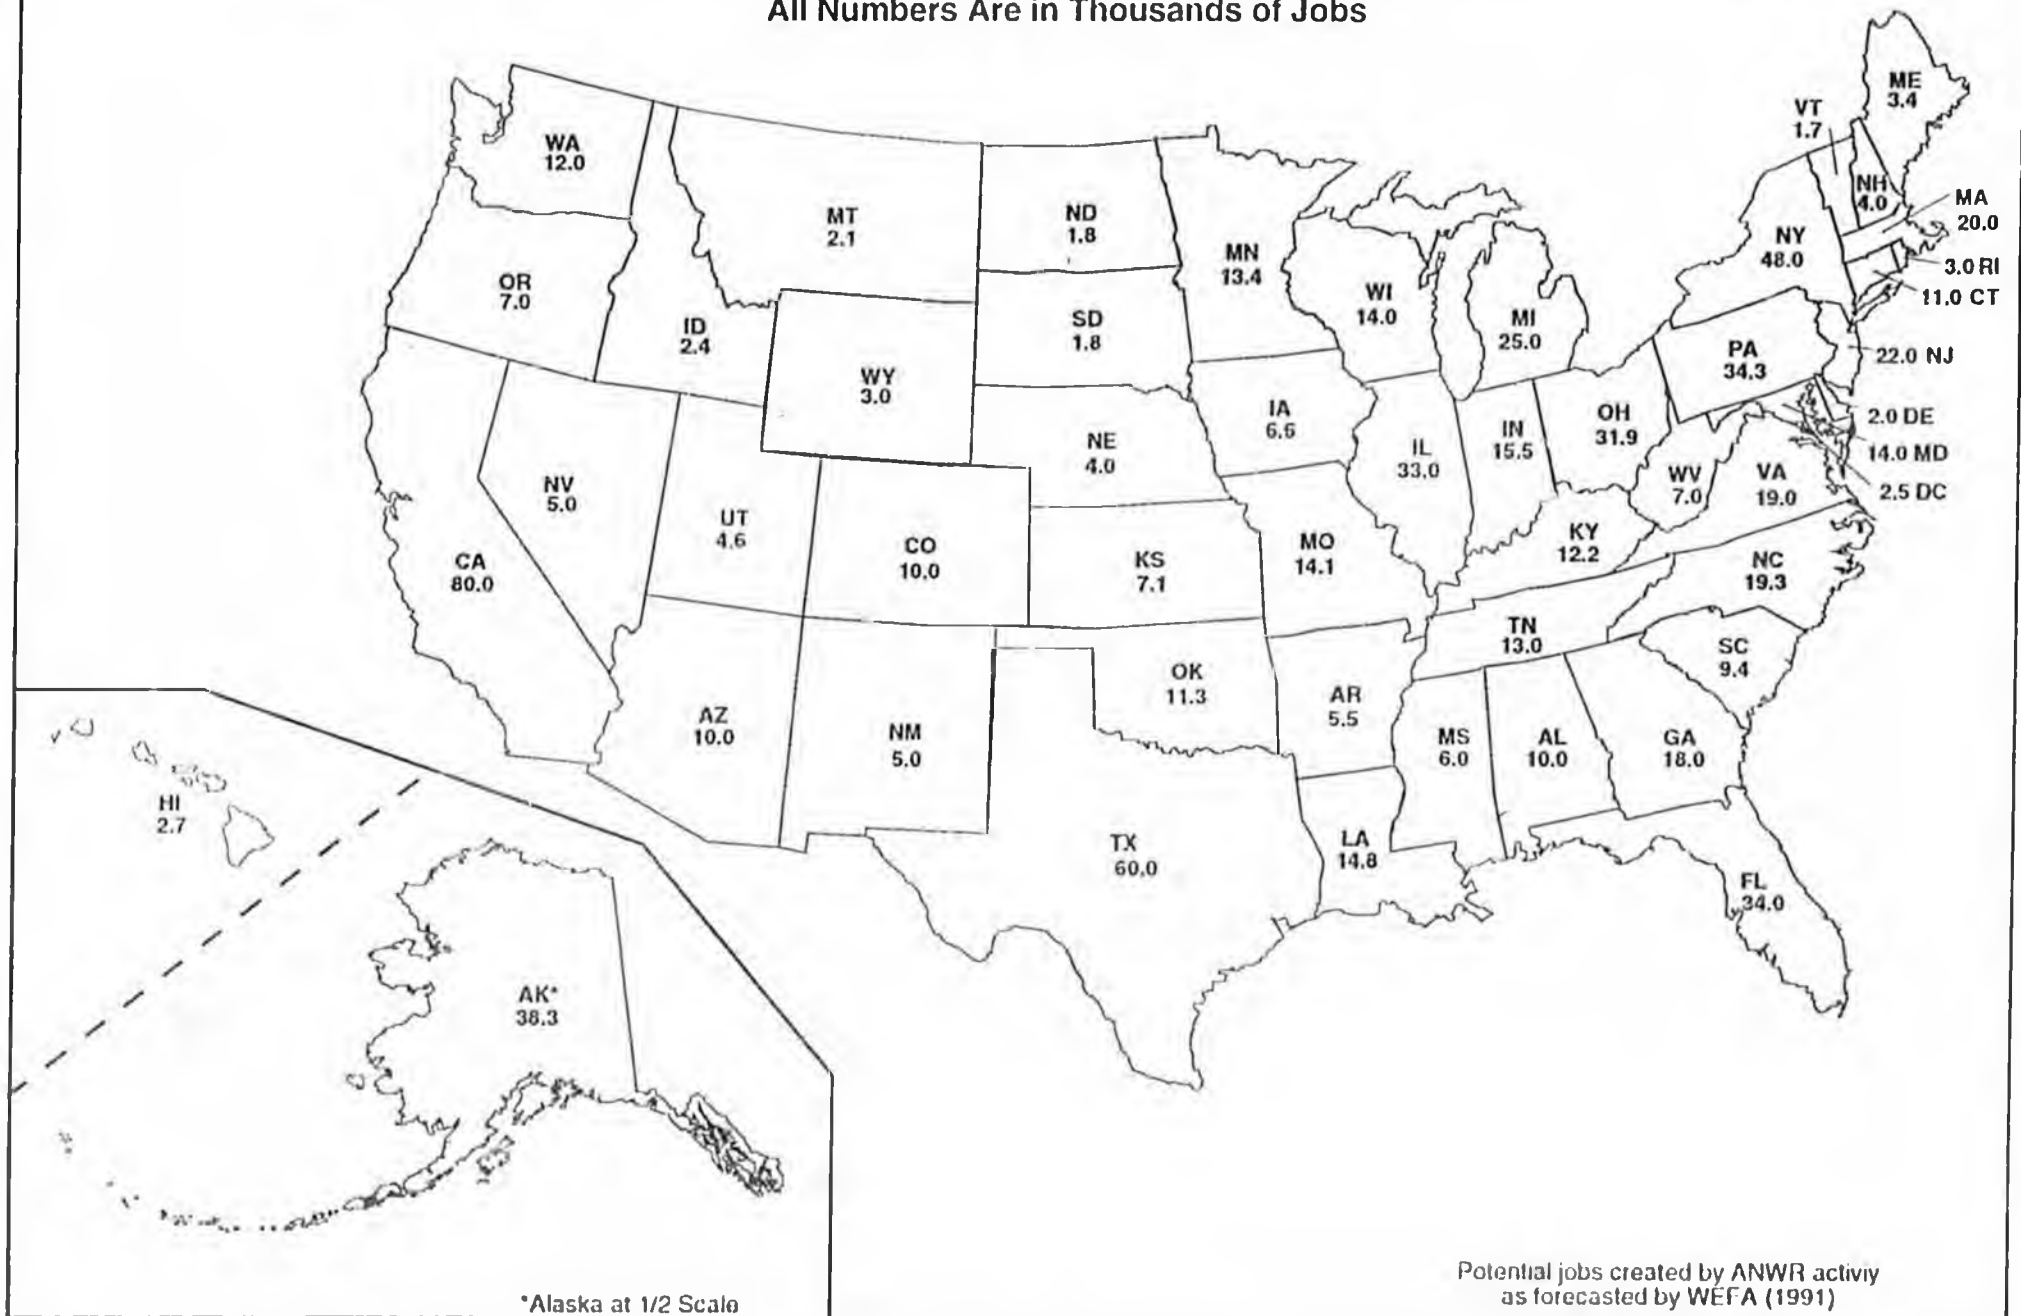 All Numbers Are in Thousands of Jobs
ME
3.4
VT
1.7
NH
4.0
MA
20.0
3.0 RI
11.0 CT
NY
48.0
WA
12.0
MT
2.1
ND
1.8
MN
13.4
OR
7.0
ID
2.4
SD
1.8
WI
14.0
MI
25.0
PA
34.3
22.0 NJ
WY
3.0
IA
6.6
OH
31.9
2.0 DE
14.0 MD
2.5 DC
NE
4.0
IL
33.0
IN
15.5
WV
7.0
VA
19.0
NV
5.0
UT
4.6
CO
10.0
KS
7.1
MO
14.1
KY
12.2
NC
19.3
CA
80.0
TN
13.0
SC
9.4
OK
11.3
AR
5.5
AZ
10.0
NM
5.0
MS
6.0
AL
10.0
GA
18.0
HI
2.7
TX
60.0
LA
14.8
FL
34.0
AK*
38.3
*Alaska at 1/2 Scale
Potential jobs created by ANWR activiy
as forecasted by WEFA (1991)